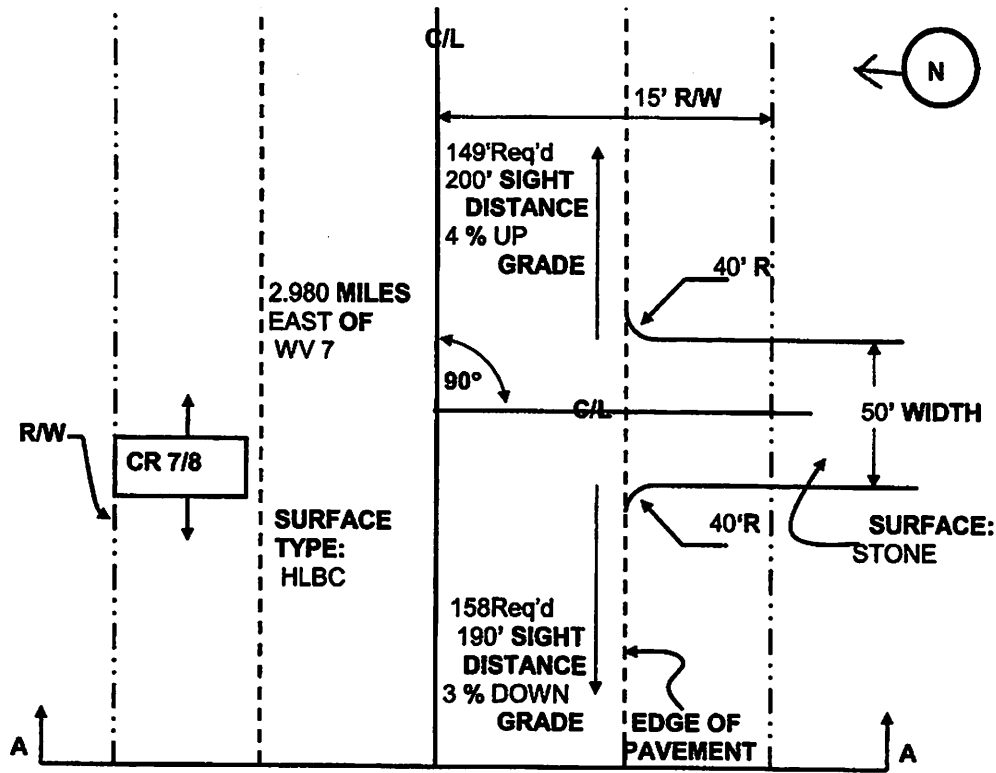 C/L
N
15' R/W
149'Req'd
200' SIGHT
DISTANCE
4 % UP
GRADE
40' R
2.980 MILES
EAST OF
WV 7
90°
C/L
50' WIDTH
R/W
CR 7/8
SURFACE
TYPE:
HLBC
40'R
SURFACE:
STONE
158Req'd
190' SIGHT
DISTANCE
3 % DOWN
GRADE
EDGE OF
PAVEMENT
A
A